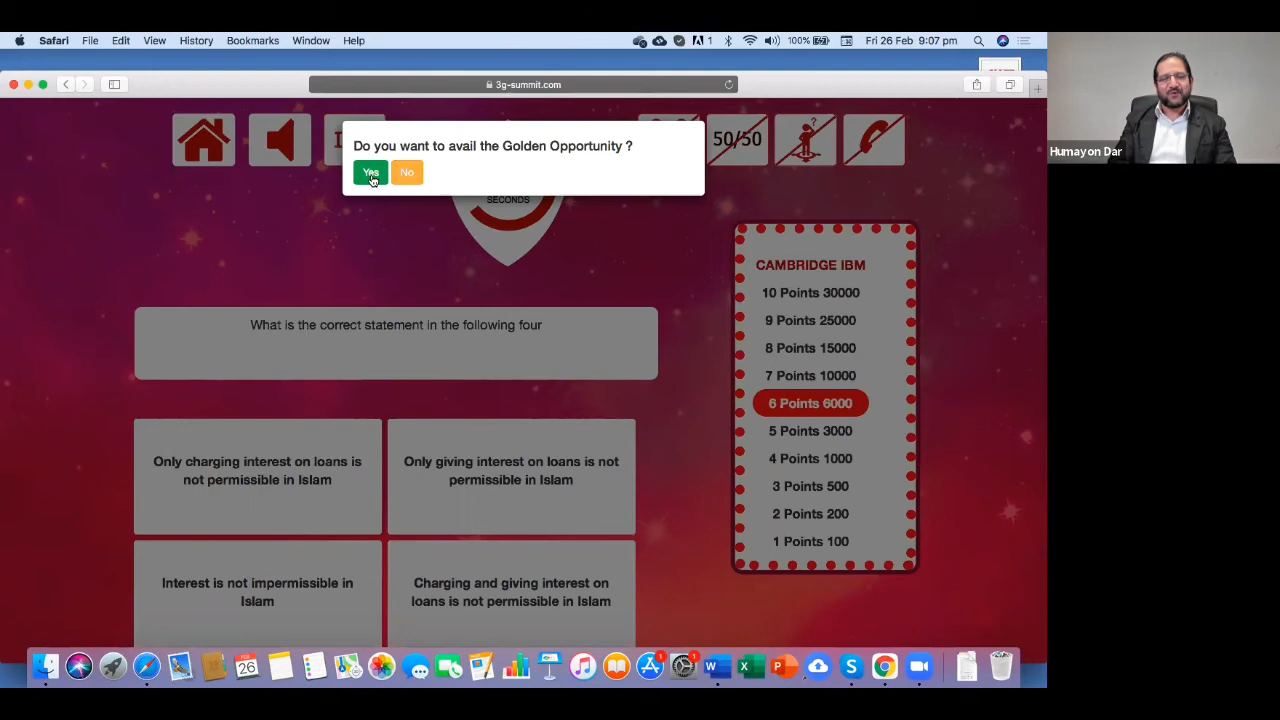 Safari File Edit View History Bookmarks Window Help
1 100% Fri 26 Feb 9:07 pm
3g-summit.com
Do you want to avail the Golden Opportunity ?
Yes No
50/50
?
SECONDS
What is the correct statement in the following four
Only charging interest on loans is
not permissible in Islam
Only giving interest on loans is not
permissible in Islam
Interest is not impermissible in
Islam
Charging and giving interest on
loans is not permissible in Islam
CAMBRIDGE IBM
10 Points 30000
9 Points 25000
8 Points 15000
7 Points 10000
6 Points 6000
5 Points 3000
4 Points 1000
3 Points 500
2 Points 200
1 Points 100
Humayon Dar
FEB
26
1
1